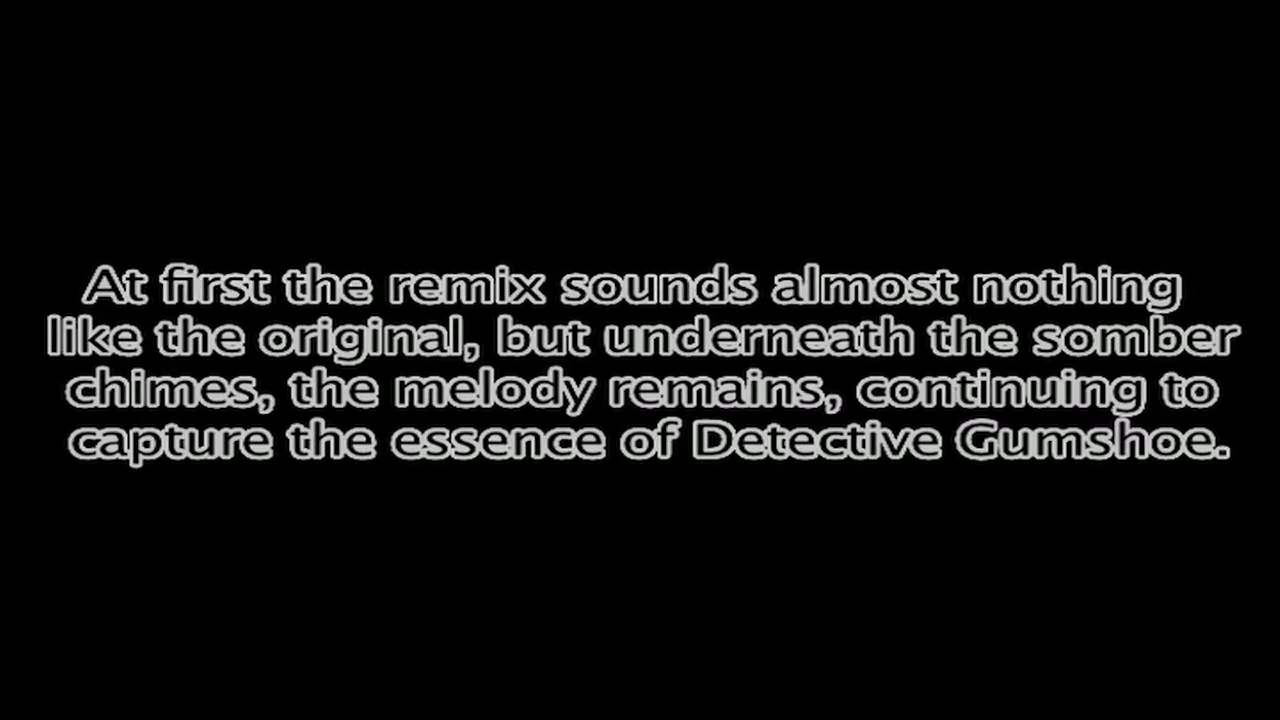 At first the remix sounds almost nothing
like the original, but underneath the somber
chimes, the melody remains, continuing to
capture the essence of Detective Gumshoe.